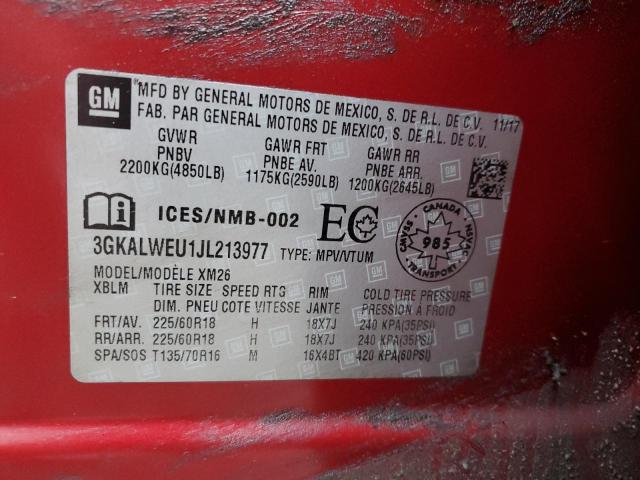 GM
MFD BY GENERAL MOTORS DE MEXICO, S. DE R.L. DE C.V. 11/17
FAB. PAR GENERAL MOTORS DE MEXICO, S. DE R.L. DE C.V.
GVWR GAWR FRT GAWR RR
PNBV PNBE AV. PNBE AR.
2200KG(4850LB) 1175KG(2590LB) 1200KG(2645LB)
ICES/NMB-002 EC
CMVSS NSVAC
985
TRANSPORT
3GKALWEU1JL213977 TYPE: MPV/VTUM
MODEL/MODÈLE XM26
XBLM TIRE SIZE SPEED RTG RIM COLD TIRE PRESSURE
DIM. PNEU COTE VITESSE JANTE PRESSION A FROID
FRT/AV. 225/60R18 H 18X7J 240 KPA(35PSI)
RR/ARR. 225/60R18 H 18X7J 240 KPA(35PSI)
SPA/SOS T135/70R16 M 16X4BT 420 KPA(60PSI)